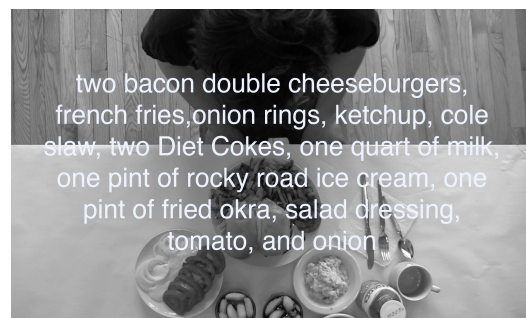 two bacon double cheeseburgers,
french fries,onion rings, ketchup, cole
slaw, two Diet Cokes, one quart of milk,
one pint of rocky road ice cream, one
pint of fried okra, salad dressing,
tomato, and onion